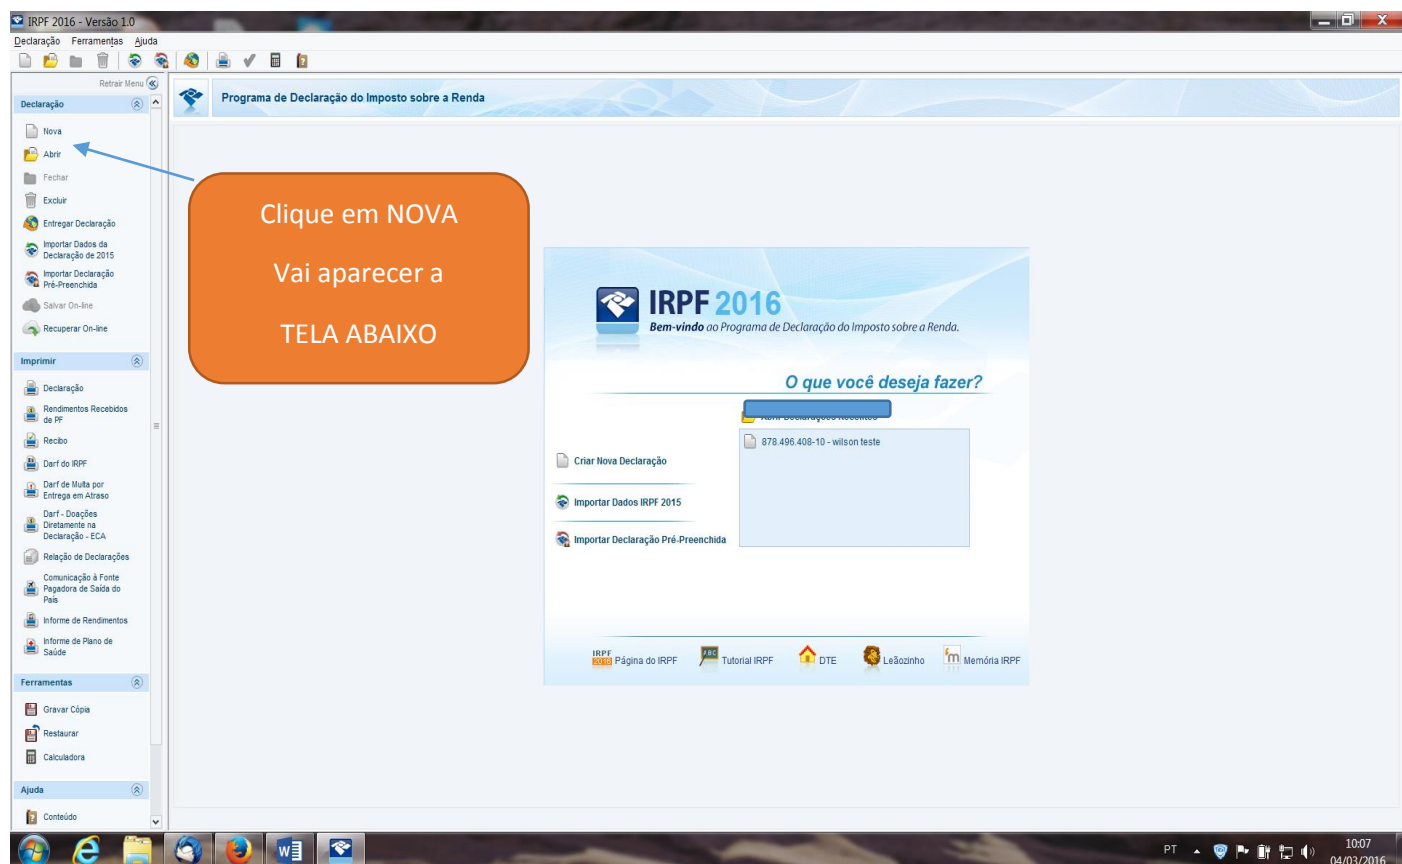 IRPF 2016 - Versão 1.0
Declaração Ferramentas Ajuda
Retrair Menu
Declaração
Nova
Abrir
Fechar
Excluir
Entregar Declaração
Importar Dados da
Declaração de 2015
Importar Declaração
Pré-Preenchida
Salvar On-line
Recuperar On-line
Imprimir
Declaração
Rendimentos Recebidos
de PF
Recibo
Darf do IRPF
Darf de Multa por
Entrega em Atraso
Darf - Doações
Diretamente na
Declaração - ECA
Relação de Declarações
Comunicação à Fonte
Pagadora de Saída do
País
Informe de Rendimentos
Informe de Plano de
Saúde
Ferramentas
Gravar Cópia
Restaurar
Calculadora
Ajuda
Conteúdo
Programa de Declaração do Imposto sobre a Renda
Clique em NOVA
Vai aparecer a
TELA ABAIXO
IRPF 2016
Bem-vindo ao Programa de Declaração do Imposto sobre a Renda.
O que você deseja fazer?
878.496.408-10 - wilson teste
Criar Nova Declaração
Importar Dados IRPF 2015
Importar Declaração Pré-Preenchida
IRPF 2016 Página do IRPF ABC Tutorial IRPF DTE Leãozinho m Memória IRPF
PT
10:07
04/03/2016